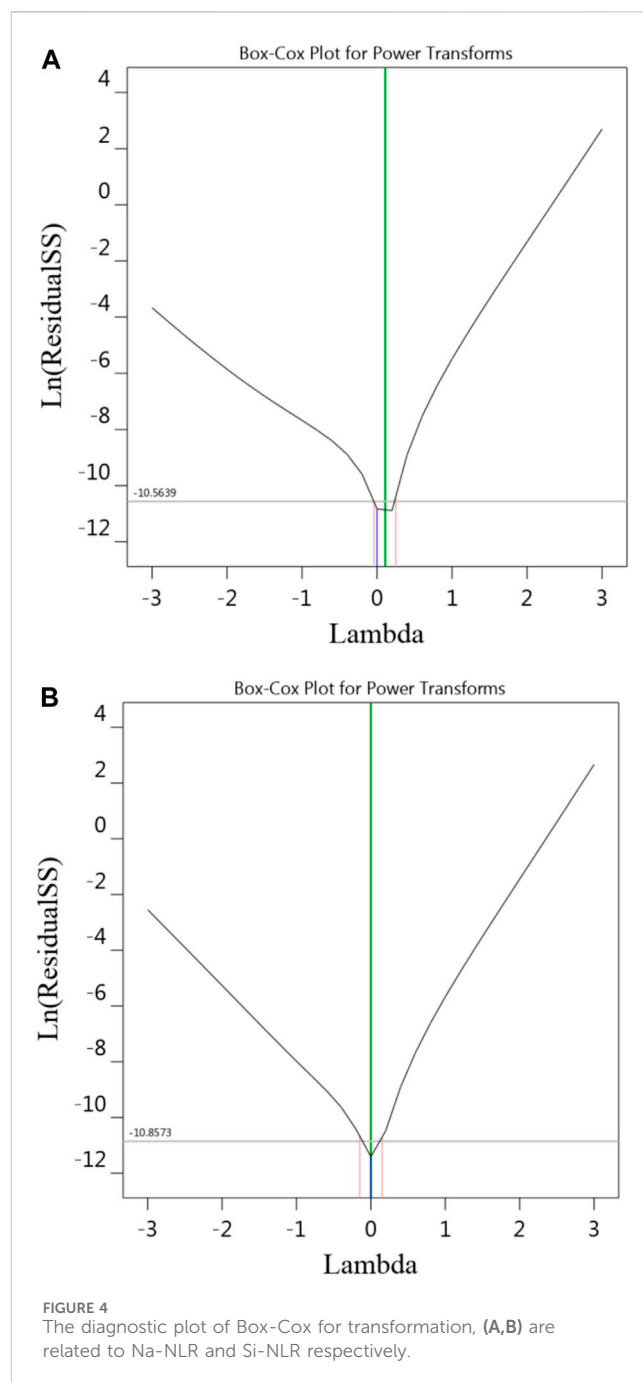 A
Box-Cox Plot for Power Transforms
4
2
0
-2
-4
-6
-8
-10
-12
Ln(ResidualSS)
-10.5639
-3 -2 -1 0 1 2 3
Lambda
B
Box-Cox Plot for Power Transforms
4
2
0
-2
-4
-6
-8
-10
-12
Ln(ResidualSS)
-10.8573
-3 -2 -1 0 1 2 3
Lambda
FIGURE 4
The diagnostic plot of Box-Cox for transformation, (A,B) are
related to Na-NLR and Si-NLR respectively.